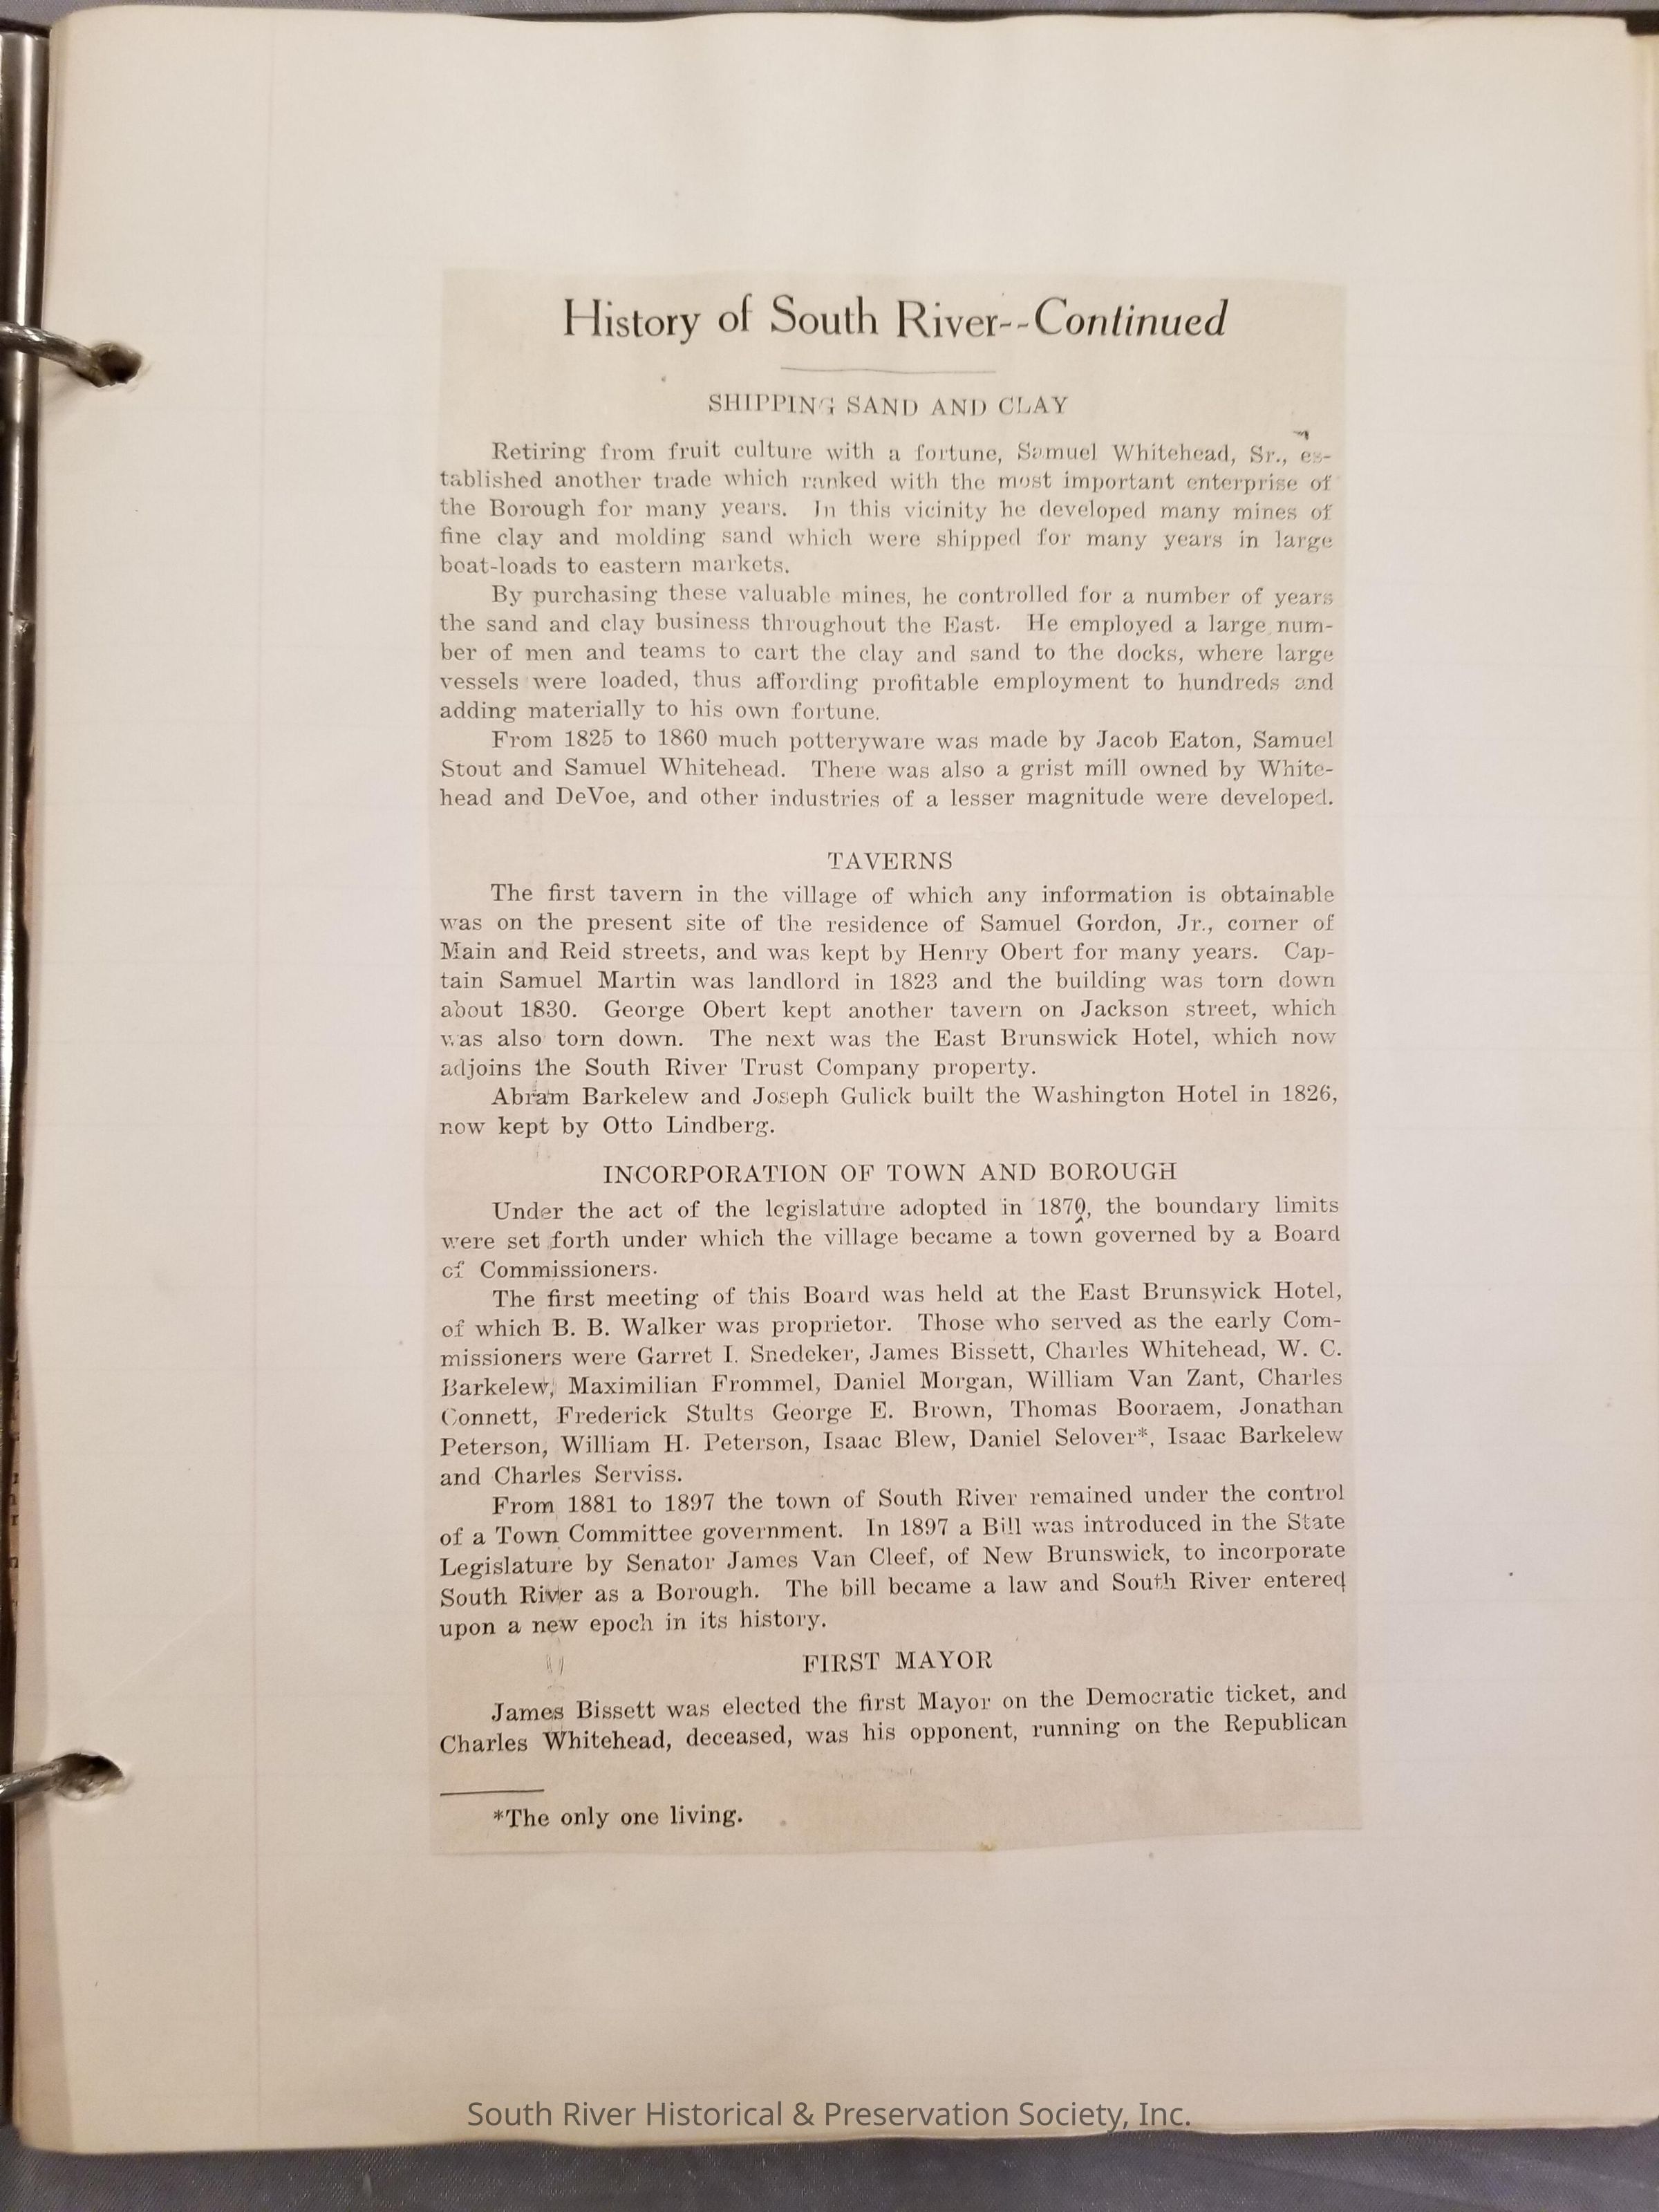 History of South River--Continued
SHIPPING SAND AND CLAY
Retiring from fruit culture with a fortune, Samuel Whitehead, Sr., es-
tablished another trade which ranked with the most important enterprise of
the Borough for many years. In this vicinity he developed many mines of
fine clay and molding sand which were shipped for many years in large
boat-loads to eastern markets.
By purchasing these valuable mines, he controlled for a number of years
the sand and clay business throughout the East. He employed a large num-
ber of men and teams to cart the clay and sand to the docks, where large
vessels were loaded, thus affording profitable employment to hundreds and
adding materially to his own fortune.
From 1825 to 1860 much potteryware was made by Jacob Eaton, Samuel
Stout and Samuel Whitehead. There was also a grist mill owned by White-
head and DeVoe, and other industries of a lesser magnitude were developed.
TAVERNS
The first tavern in the village of which any information is obtainable
was on the present site of the residence of Samuel Gordon, Jr., corner of
Main and Reid streets, and was kept by Henry Obert for many years. Cap-
tain Samuel Martin was landlord in 1823 and the building was torn down
about 1830. George Obert kept another tavern on Jackson street, which
was also torn down. The next was the East Brunswick Hotel, which now
adjoins the South River Trust Company property.
Abram Barkelew and Joseph Gulick built the Washington Hotel in 1826,
now kept by Otto Lindberg.
INCORPORATION OF TOWN AND BOROUGH
Under the act of the legislature adopted in 1870, the boundary limits
were set forth under which the village became a town governed by a Board
of Commissioners.
The first meeting of this Board was held at the East Brunswick Hotel,
of which B. B. Walker was proprietor. Those who served as the early Com-
missioners were Garret I. Snedeker, James Bissett, Charles Whitehead, W. C.
Barkelew, Maximilian Frommel, Daniel Morgan, William Van Zant, Charles
Connett, Frederick Stults George E. Brown, Thomas Booraem, Jonathan
Peterson, William H. Peterson, Isaac Blew, Daniel Selover*, Isaac Barkelew
and Charles Serviss.
From 1881 to 1897 the town of South River remained under the control
of a Town Committee government. In 1897 a Bill was introduced in the State
Legislature by Senator James Van Cleef, of New Brunswick, to incorporate
South River as a Borough. The bill became a law and South River entered
upon a new epoch in its history.
FIRST MAYOR
James Bissett was elected the first Mayor on the Democratic ticket, and
Charles Whitehead, deceased, was his opponent, running on the Republican
*The only one living.
South River Historical & Preservation Society, Inc.